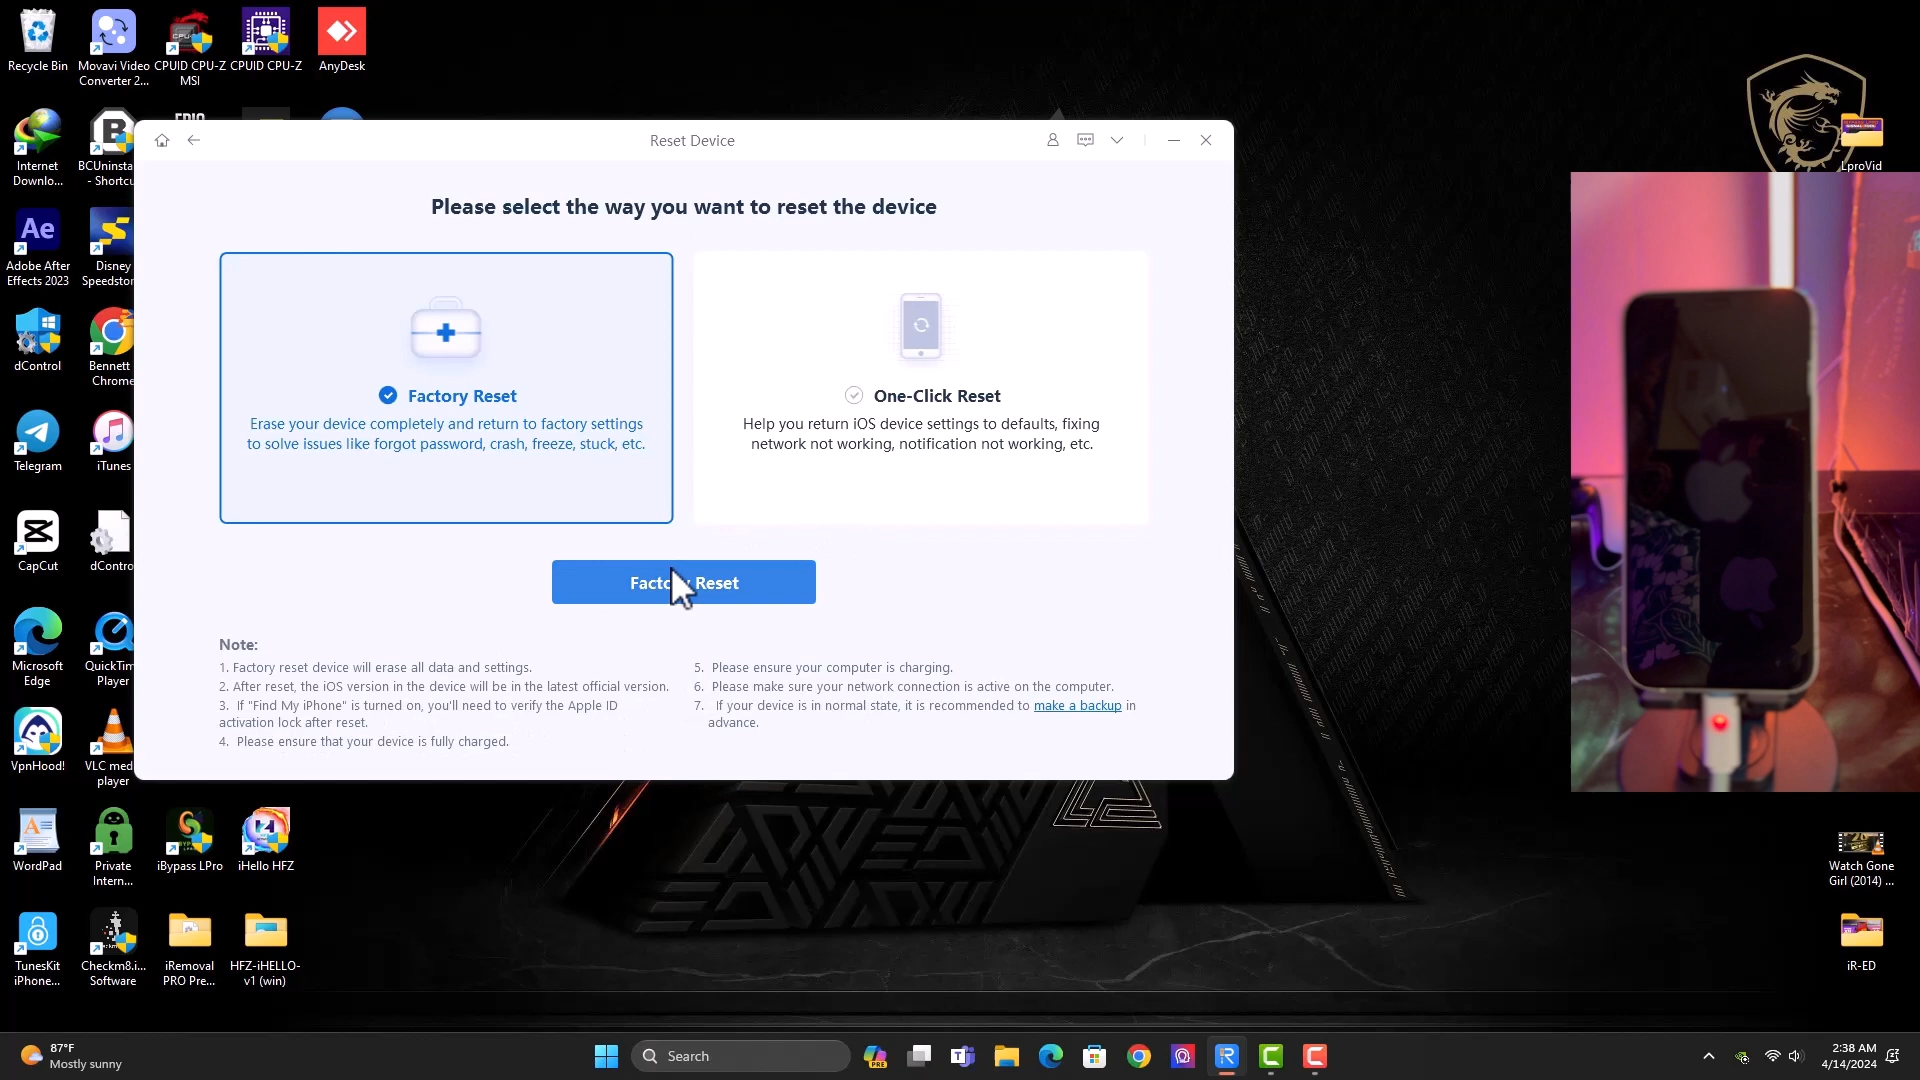 Recycle Bin
Movavi Video
Converter 2...
CPUID CPU-Z
MSI
CPUID CPU-Z
AnyDesk
Internet
Downlo...
BCUninsta
- Shortcu
Adobe After
Effects 2023
Disney
Speedstor
dControl
Bennett
Chrome
Telegram
iTunes
CapCut
dContro
Microsoft
Edge
QuickTim
Player
VpnHood!
VLC med
player
WordPad
Private
Intern...
iBypass LPro
iHello HFZ
TunesKit
iPhone...
Checkm8.i...
Software
iRemoval
PRO Pre...
HFZ-iHELLO-
v1 (win)
Reset Device
Please select the way you want to reset the device
Factory Reset
Erase your device completely and return to factory settings
to solve issues like forgot password, crash, freeze, stuck, etc.
One-Click Reset
Help you return iOS device settings to defaults, fixing
network not working, notification not working, etc.
Factory Reset
Note:
1. Factory reset device will erase all data and settings.
2. After reset, the iOS version in the device will be in the latest official version.
3. If "Find My iPhone" is turned on, you'll need to verify the Apple ID
activation lock after reset.
4. Please ensure that your device is fully charged.
5. Please ensure your computer is charging.
6. Please make sure your network connection is active on the computer.
7. If your device is in normal state, it is recommended to make a backup in
advance.
LproVid
Watch Gone
Girl (2014) ...
iR-ED
87°F
Mostly sunny
Search
2:38 AM
4/14/2024